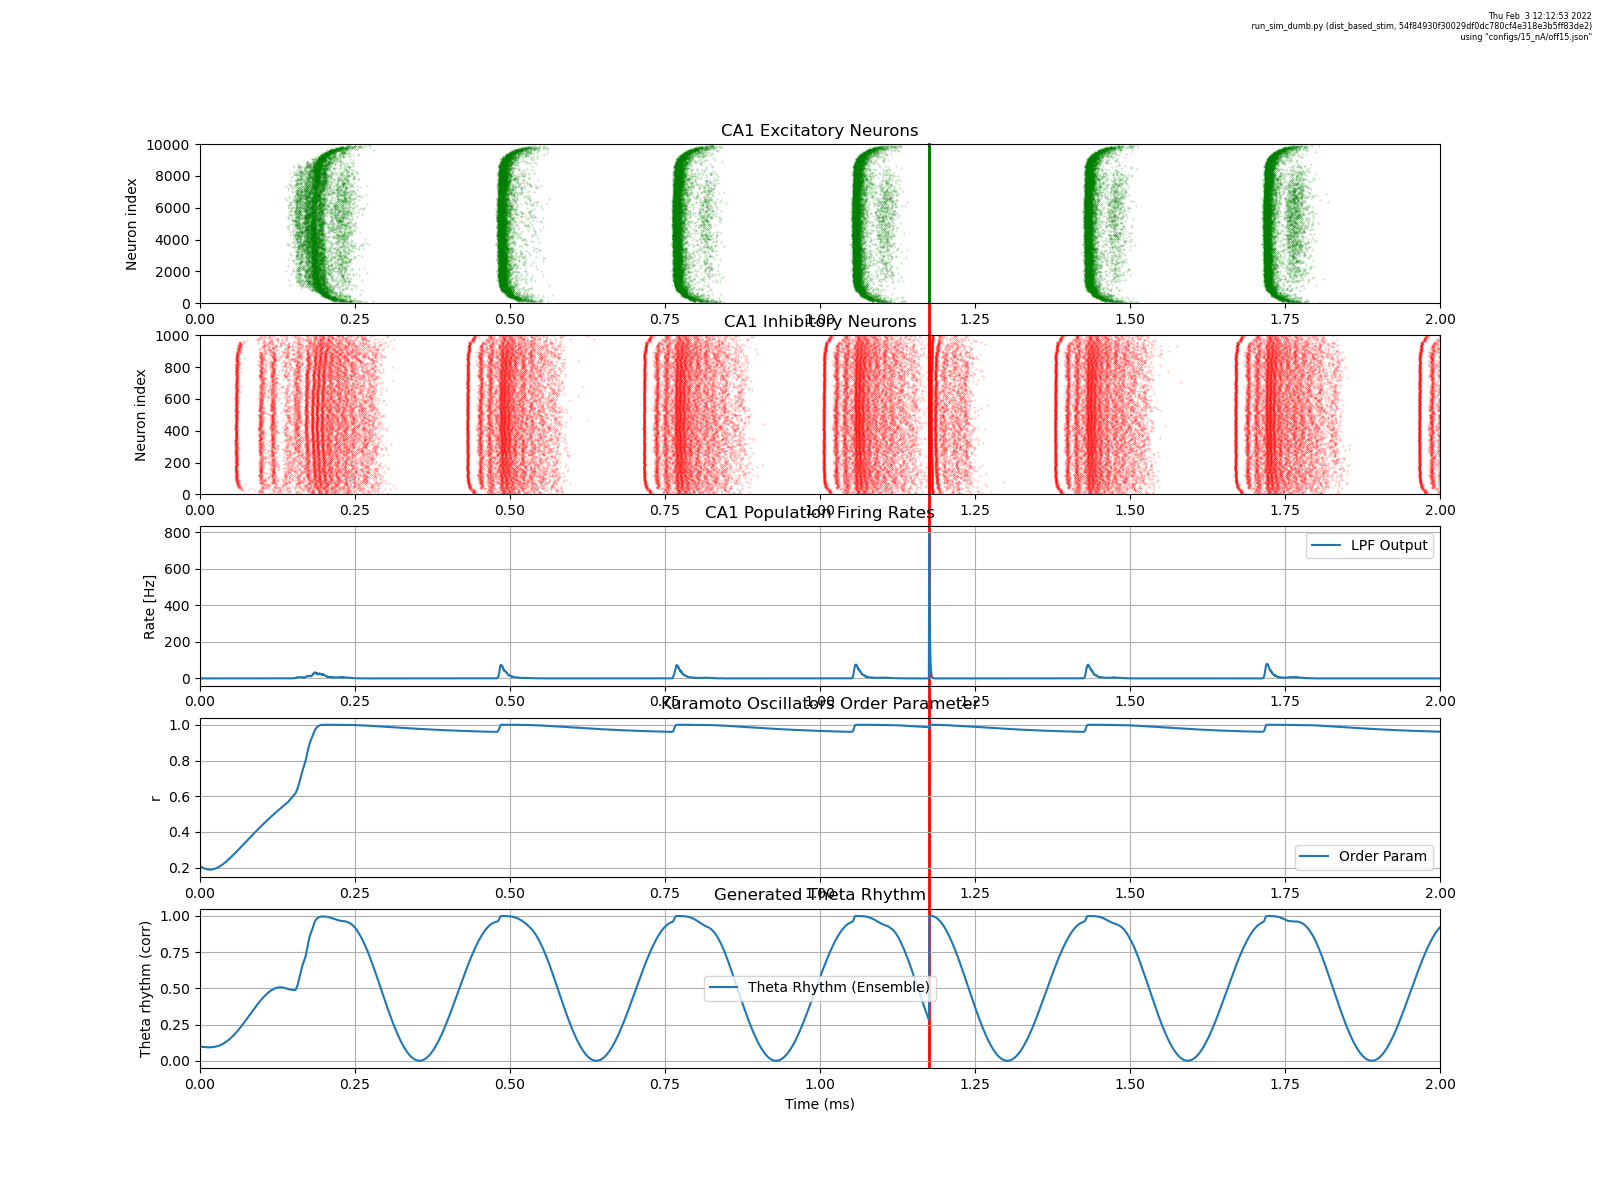 Thu Feb  3 12:12:53 2022
run_sim_dumb.py (dist_based_stim, 54f84930f30029df0dc780cf4e318e3b5ff83de2)
using "configs/15_nA/off15.json"
CA1 Excitatory Neurons
Neuron index
10000
8000
6000
4000
2000
0
0.00 0.25 0.50 0.75 1.00 1.25 1.50 1.75 2.00
CA1 Inhibitory Neurons
Neuron index
1000
800
600
400
200
0
0.00 0.25 0.50 0.75 1.00 1.25 1.50 1.75 2.00
CA1 Population Firing Rates
Rate [Hz]
800
600
400
200
0
LPF Output
0.00 0.25 0.50 0.75 1.00 1.25 1.50 1.75 2.00
Kuramoto Oscillators Order Parameter
r
1.0
0.8
0.6
0.4
0.2
Order Param
0.00 0.25 0.50 0.75 1.00 1.25 1.50 1.75 2.00
Generated Theta Rhythm
Theta rhythm (corr)
1.00
0.75
0.50
0.25
0.00
Theta Rhythm (Ensemble)
0.00 0.25 0.50 0.75 1.00 1.25 1.50 1.75 2.00
Time (ms)